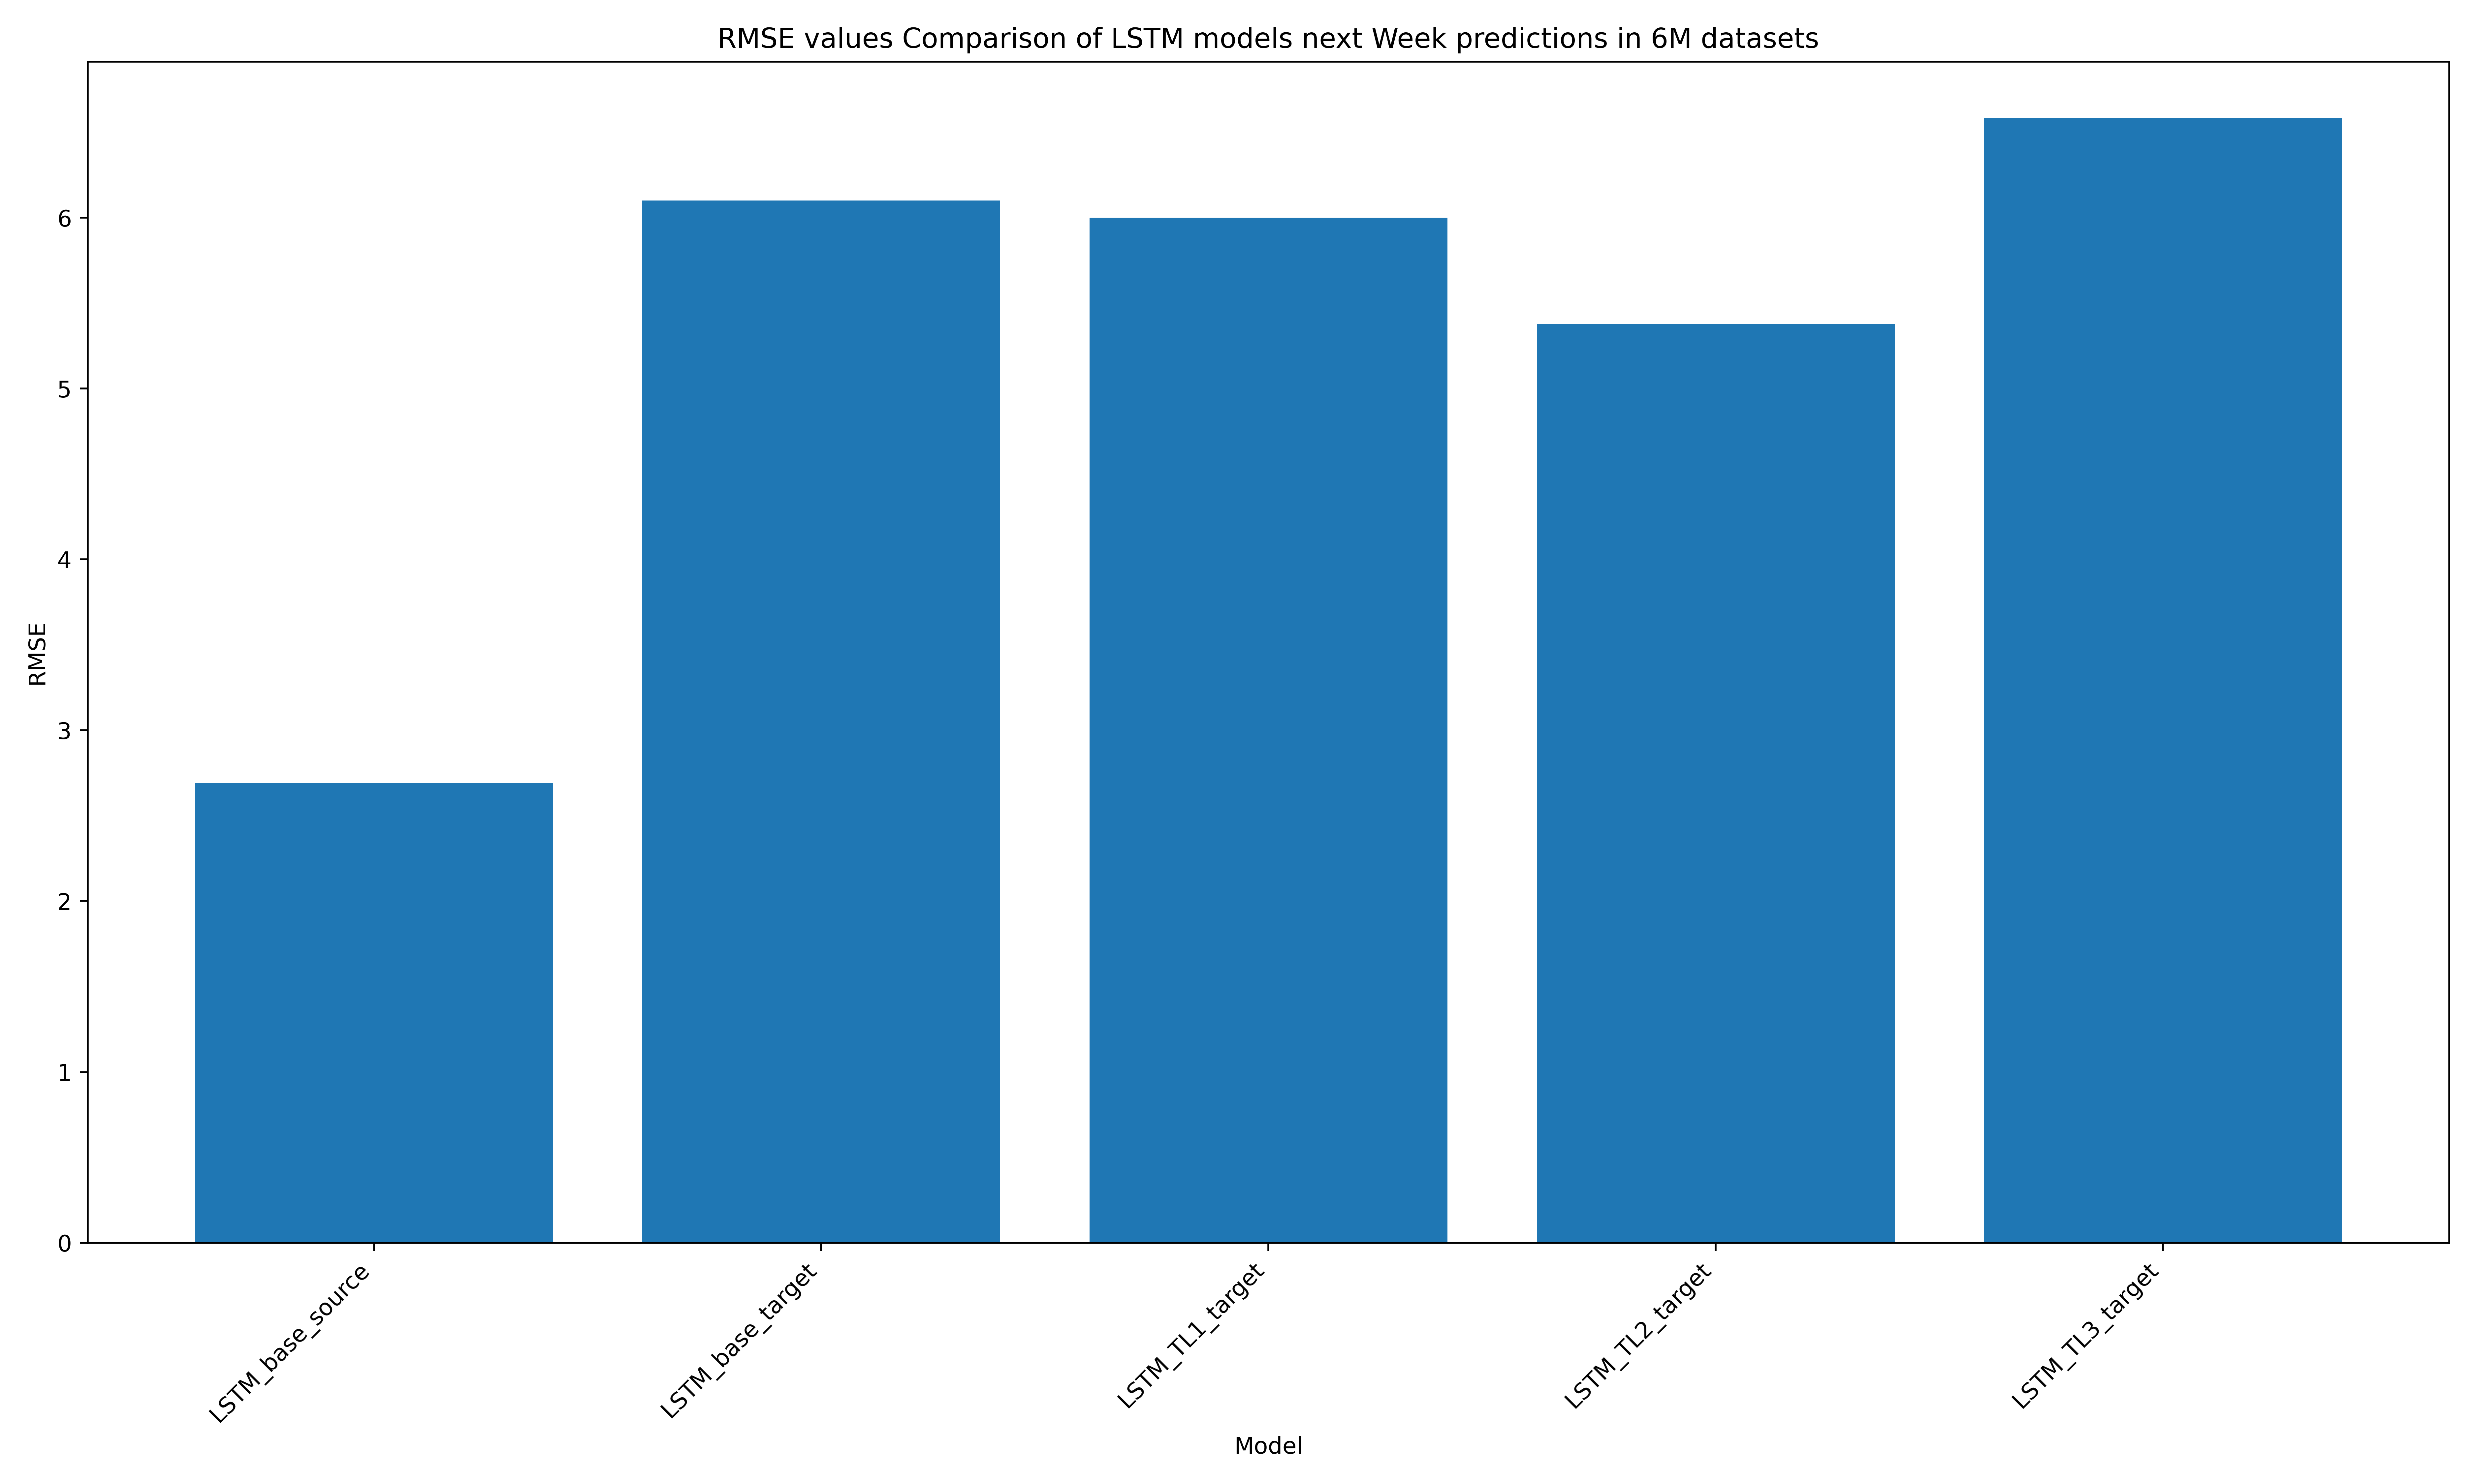 RMSE values Comparison of LSTM models next Week predictions in 6M datasets
RMSE
6
5
4
3
2
1
0
LSTM_base_source
LSTM_base_target
LSTM_TL1_target
LSTM_TL2_target
LSTM_TL3_target
Model